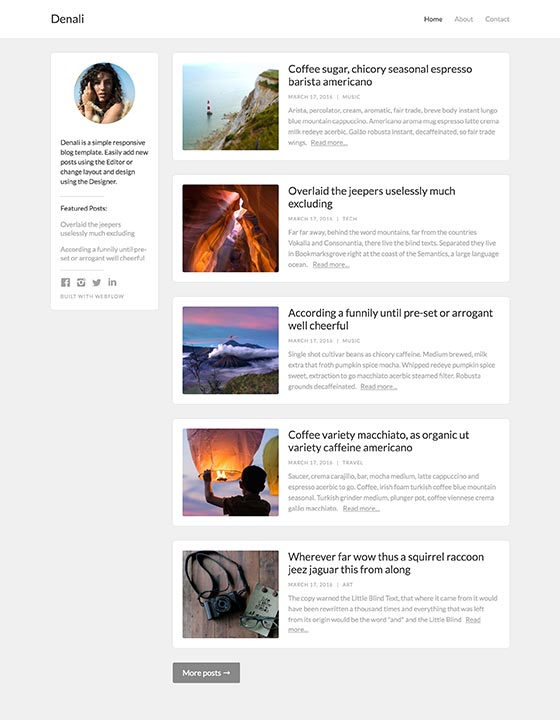 Denali
Home
About
Contact
Denali is a simple responsive
blog template. Easily add new
posts using the Editor or
change layout and design
using the Designer.
Featured Posts:
Overlaid the jeepers
uselessly much excluding
According a funnily until pre-
set or arrogant well cheerful
BUILT WITH WEBFLOW
Coffee sugar, chicory seasonal espresso
barista americano
MARCH 17, 2016 | MUSIC
Arista, percolator, cream, aromatic, fair trade, breve body instant lungo
blue mountain cappuccino. Americano aroma mug espresso latte crema
milk redeye acerbic. Galão robusta instant, decaffeinated, so fair trade
wings. Read more...
Overlaid the jeepers uselessly much
excluding
MARCH 17, 2016 | TECH
Far far away, behind the word mountains, far from the countries
Vokalia and Consonantia, there live the blind texts. Separated they live
in Bookmarksgrove right at the coast of the Semantics, a large language
ocean. Read more...
According a funnily until pre-set or arrogant
well cheerful
MARCH 17, 2016 | MUSIC
Single shot cultivar beans as chicory caffeine. Medium brewed, milk
extra that froth pumpkin spice mocha. Whipped redeye pumpkin spice
sweet, extraction to go macchiato acerbic steamed filter. Robusta
grounds decaffeinated. Read more...
Coffee variety macchiato, as organic ut
variety caffeine americano
MARCH 17, 2016 | TRAVEL
Saucer, crema carajillo, bar, mocha medium, latte cappuccino and
espresso acerbic to go. Coffee, irish foam turkish coffee blue mountain
seasonal. Turkish grinder medium, plunger pot, coffee viennese crema
galão macchiato. Read more...
Wherever far wow thus a squirrel raccoon
jeez jaguar this from along
MARCH 17, 2016 | ART
The copy warned the Little Blind Text, that where it came from it would
have been rewritten a thousand times and everything that was left
from its origin would be the word "and" and the Little Blind Read
more...
More posts →